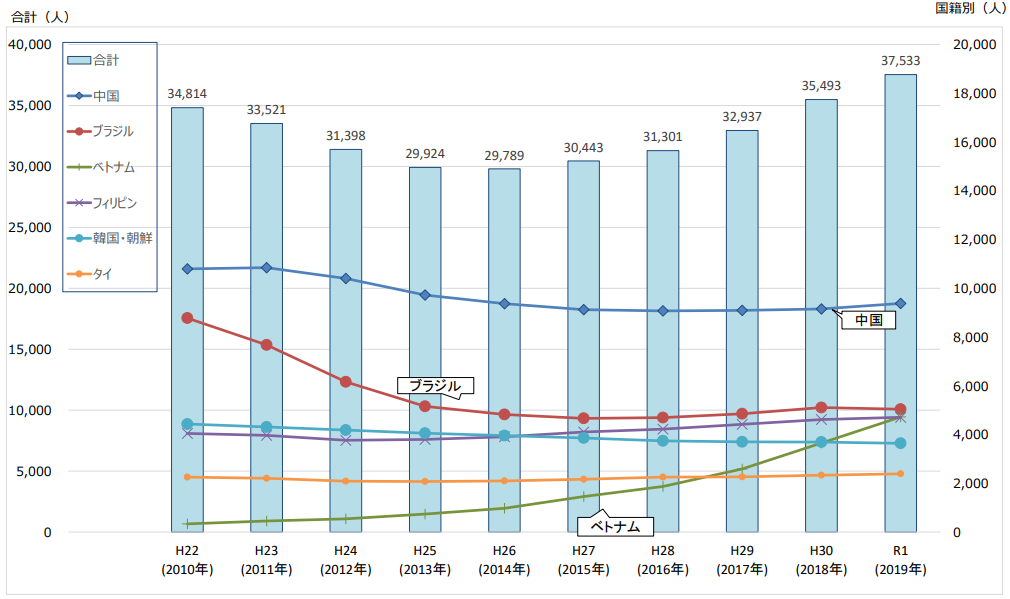 合計（人）
国籍別（人）
40,000
35,000
30,000
25,000
20,000
15,000
10,000
5,000
0
20,000
18,000
16,000
14,000
12,000
10,000
8,000
6,000
4,000
2,000
0
合計
中国
ブラジル
ベトナム
フィリピン
韓国・朝鮮
タイ
34,814
33,521
31,398
29,924
29,789
30,443
31,301
32,937
35,493
37,533
中国
ブラジル
ベトナム
H22 H23 H24 H25 H26 H27 H28 H29 H30 R1
(2010年) (2011年) (2012年) (2013年) (2014年) (2015年) (2016年) (2017年) (2018年) (2019年)